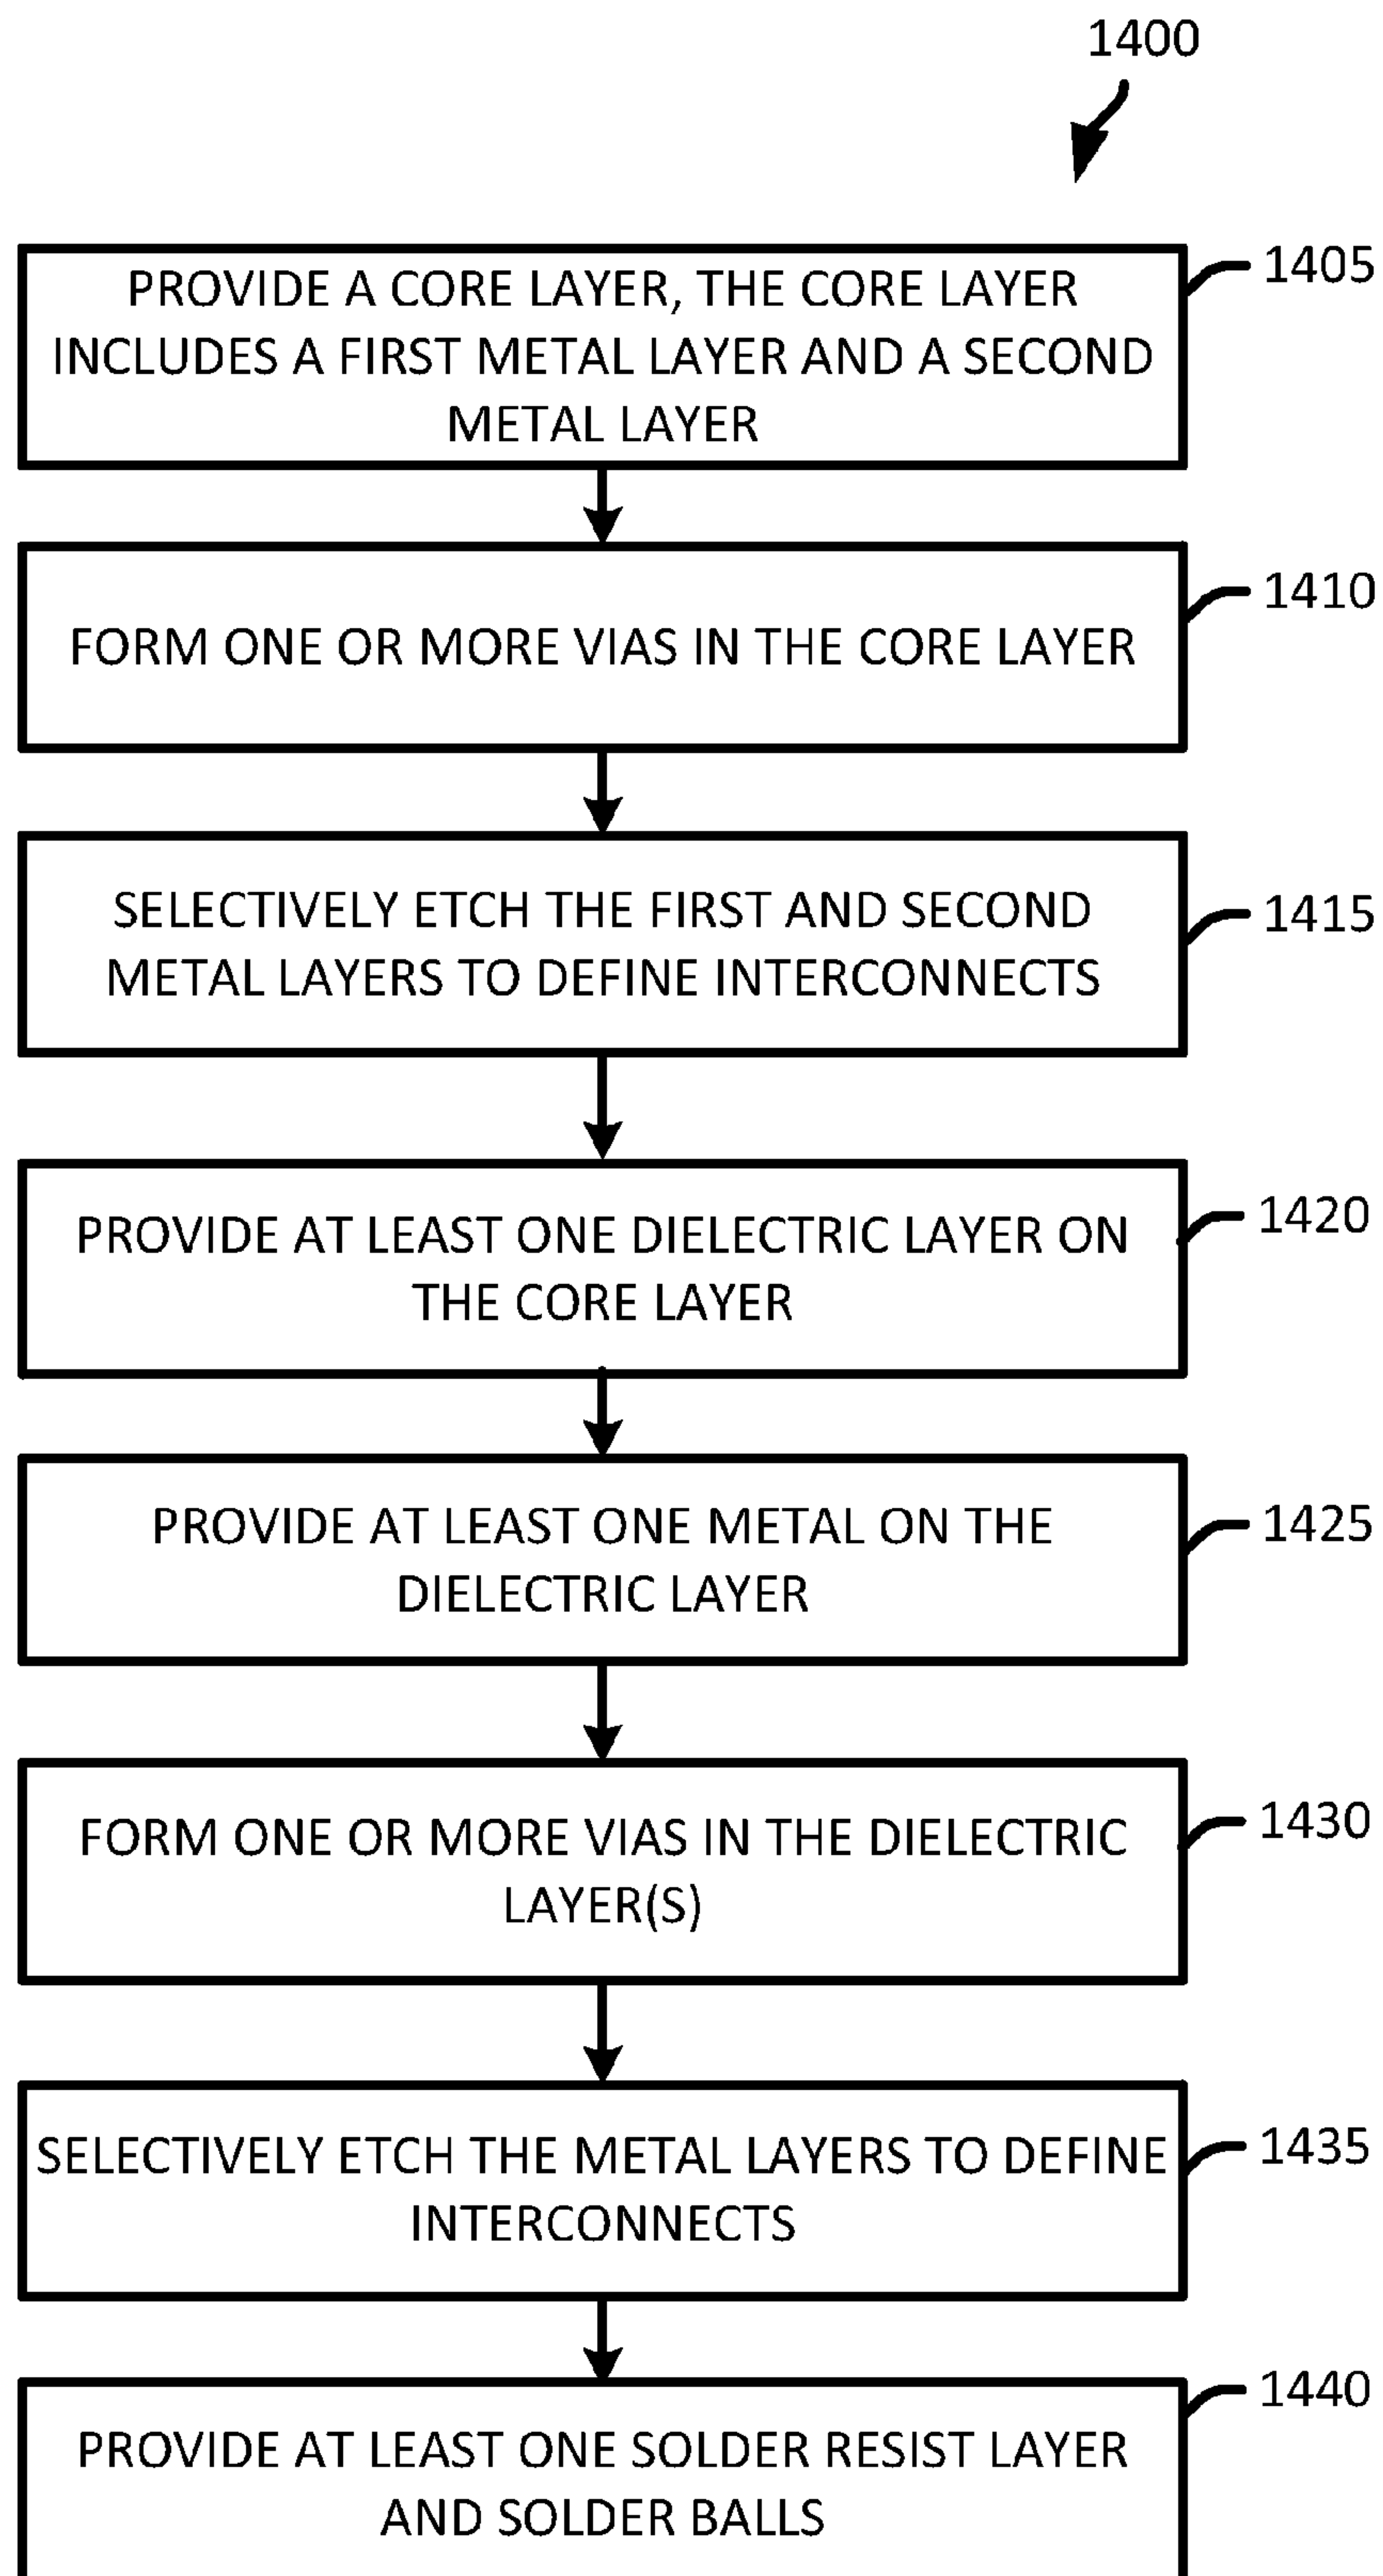 1400
PROVIDE A CORE LAYER, THE CORE LAYER
INCLUDES A FIRST METAL LAYER AND A SECOND
METAL LAYER
1405
FORM ONE OR MORE VIAS IN THE CORE LAYER
1410
SELECTIVELY ETCH THE FIRST AND SECOND
METAL LAYERS TO DEFINE INTERCONNECTS
1415
PROVIDE AT LEAST ONE DIELECTRIC LAYER ON
THE CORE LAYER
1420
PROVIDE AT LEAST ONE METAL ON THE
DIELECTRIC LAYER
1425
FORM ONE OR MORE VIAS IN THE DIELECTRIC
LAYER(S)
1430
SELECTIVELY ETCH THE METAL LAYERS TO DEFINE
INTERCONNECTS
1435
PROVIDE AT LEAST ONE SOLDER RESIST LAYER
AND SOLDER BALLS
1440